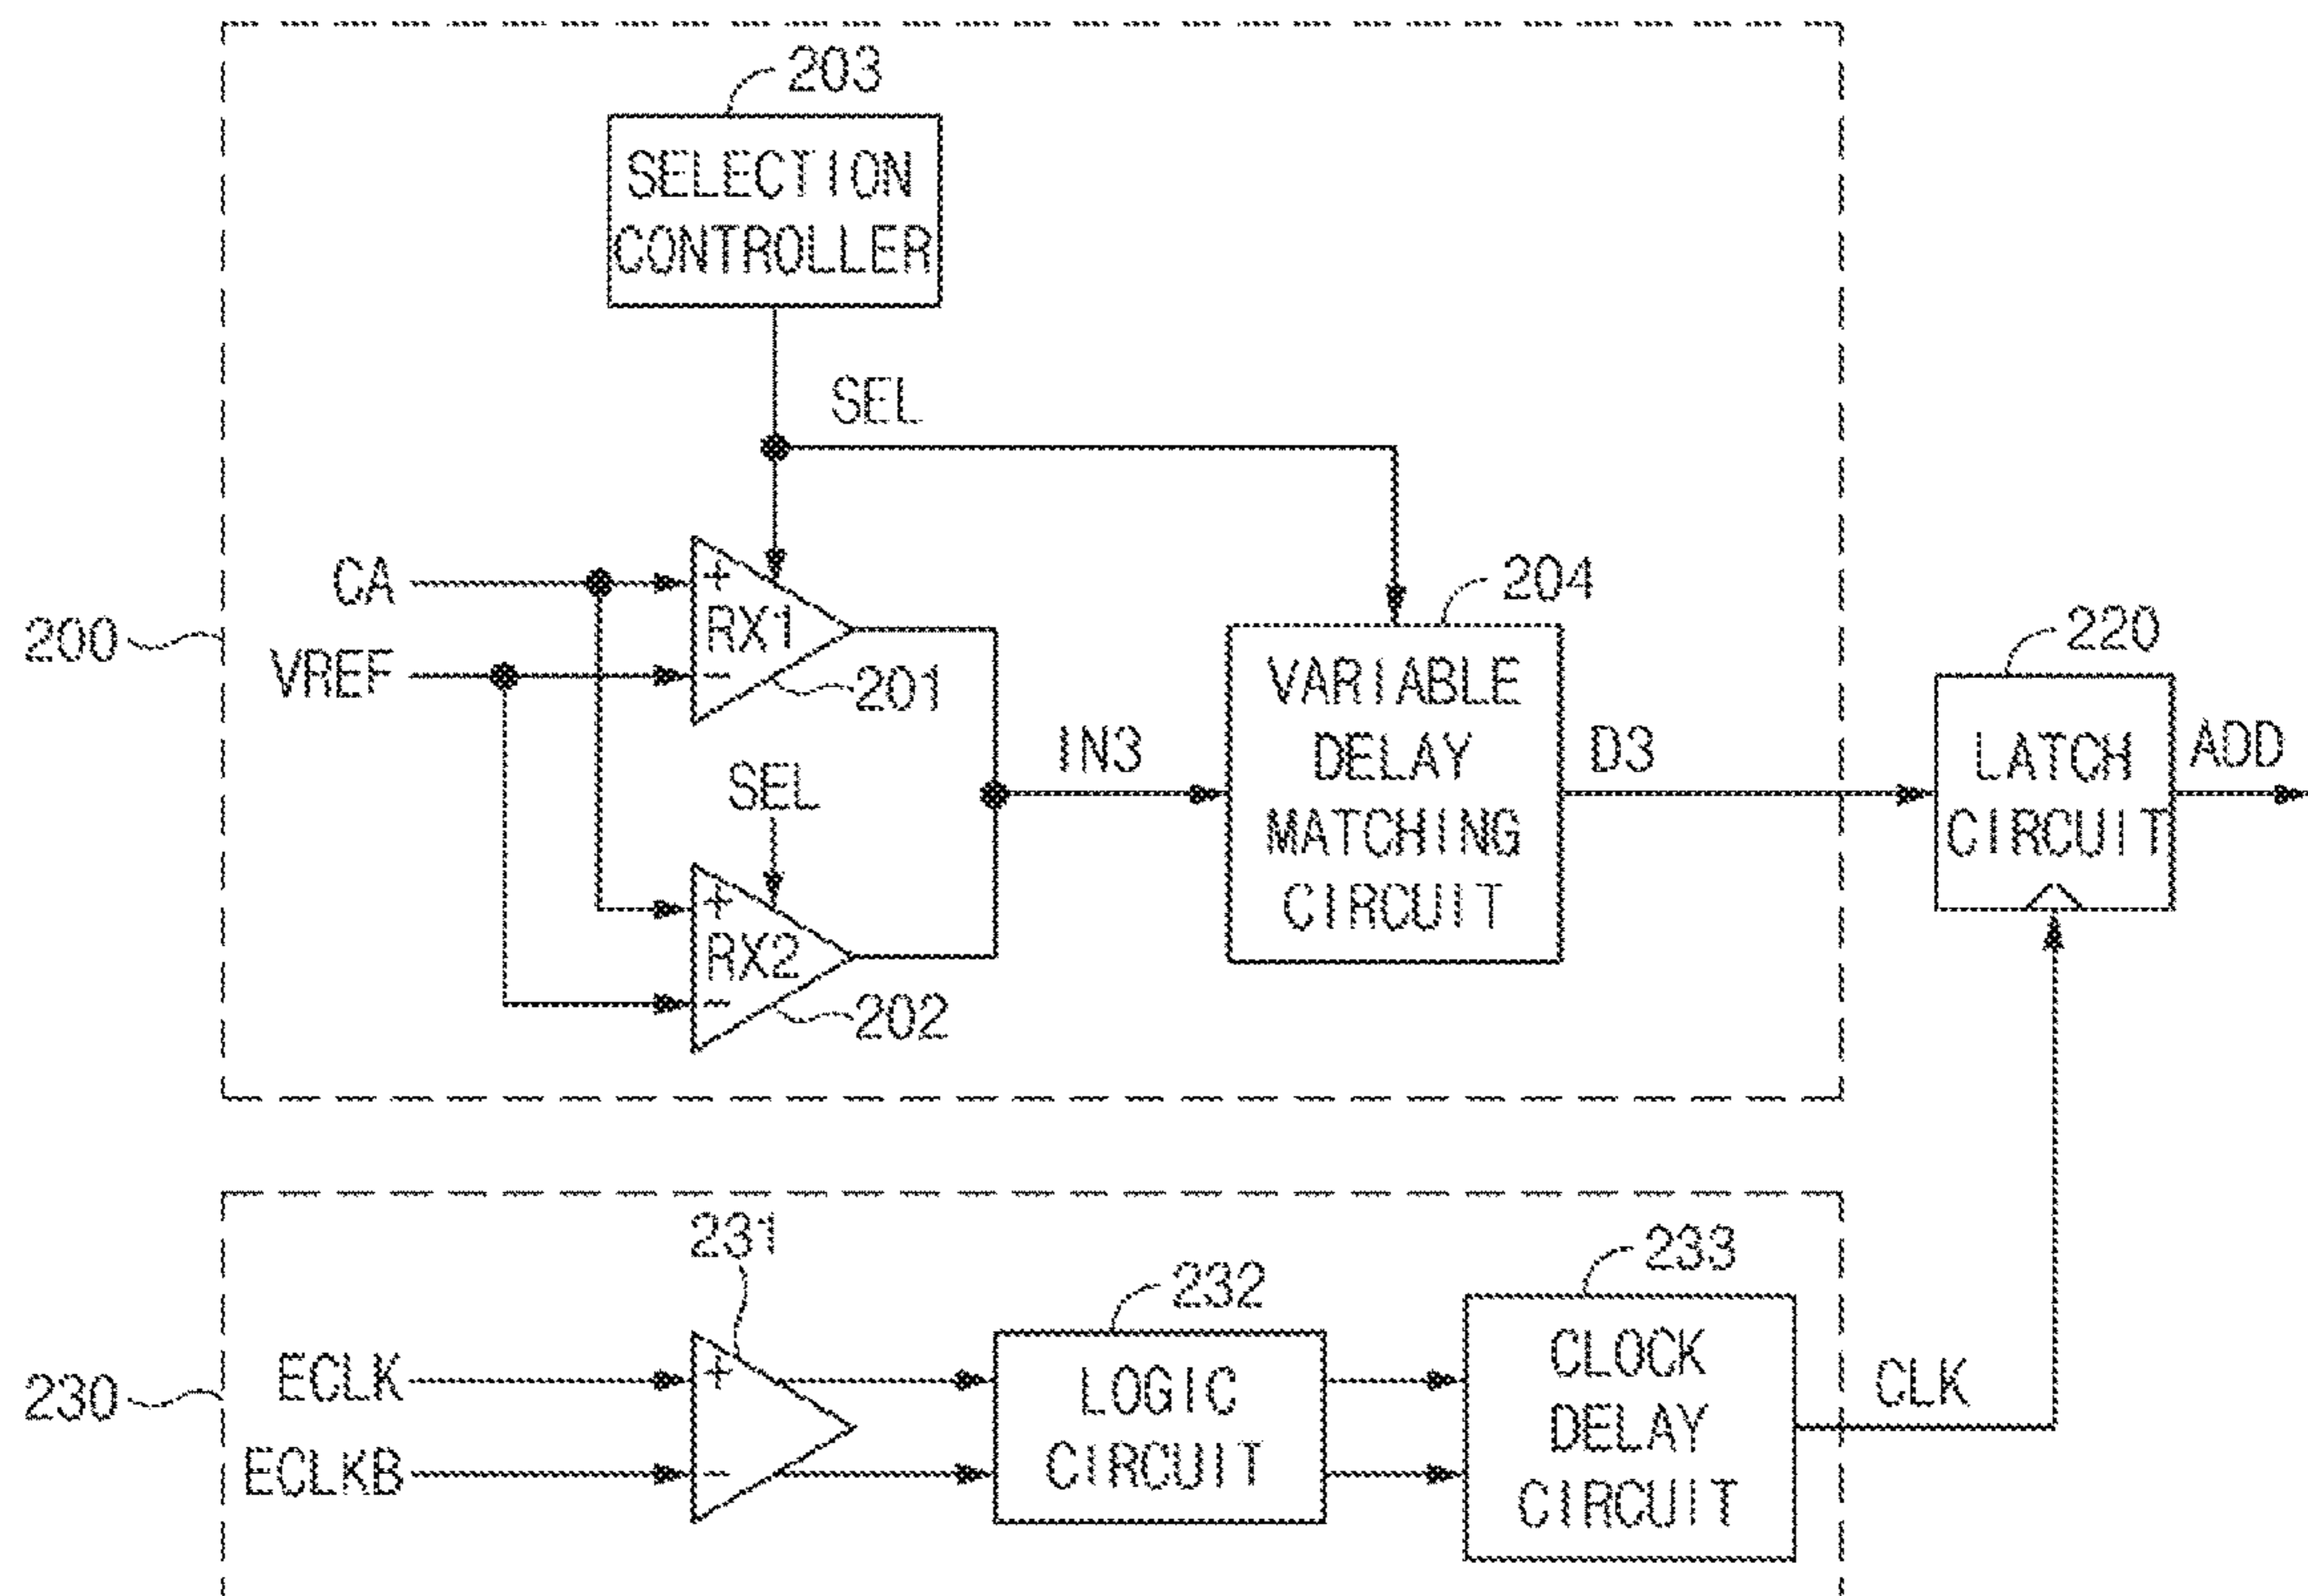 203
SELECTION
CONTROLLER
SEL
CA
+
RX1
204
200
VREF
-
201
VARIABLE
DELAY
MATCHING
CIRCUIT
220
IN3
D3
LATCH
CIRCUIT
ADD
SEL
+
RX2
-
202
231
232
233
230
ECLK
+
ECLKB
-
LOGIC
CIRCUIT
CLOCK
DELAY
CIRCUIT
CLK